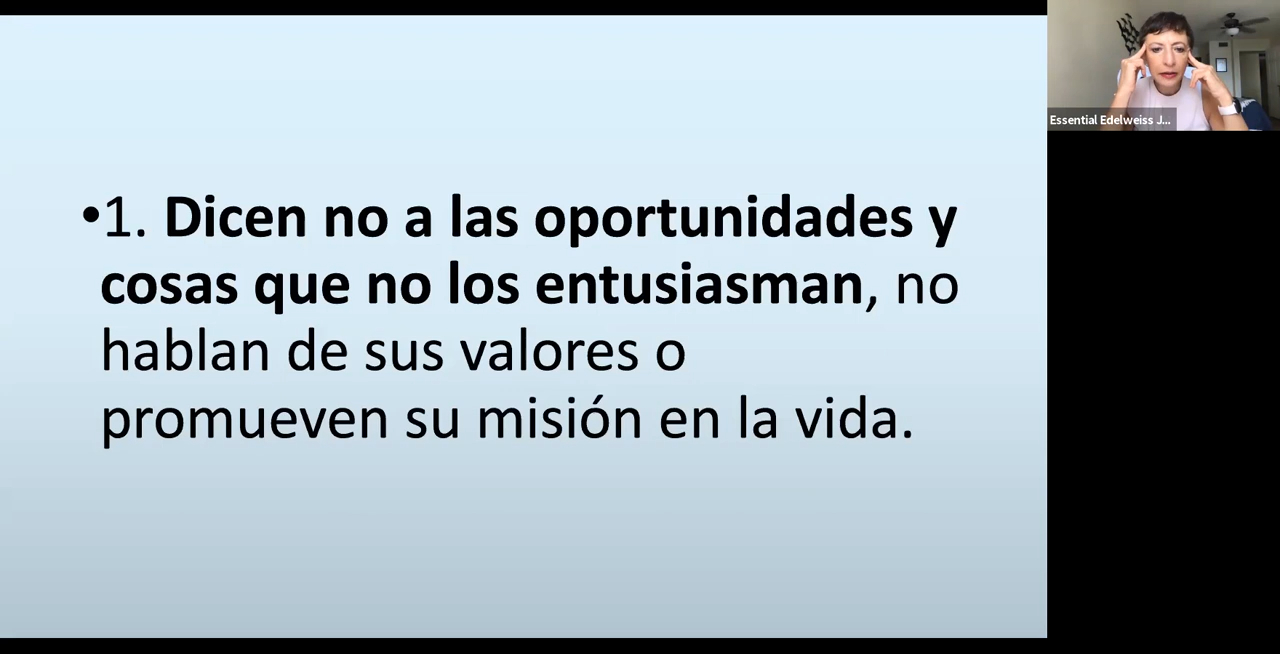 •1. Dicen no a las oportunidades y
cosas que no los entusiasman, no
hablan de sus valores o
promueven su misión en la vida.
Essential Edelweiss J...